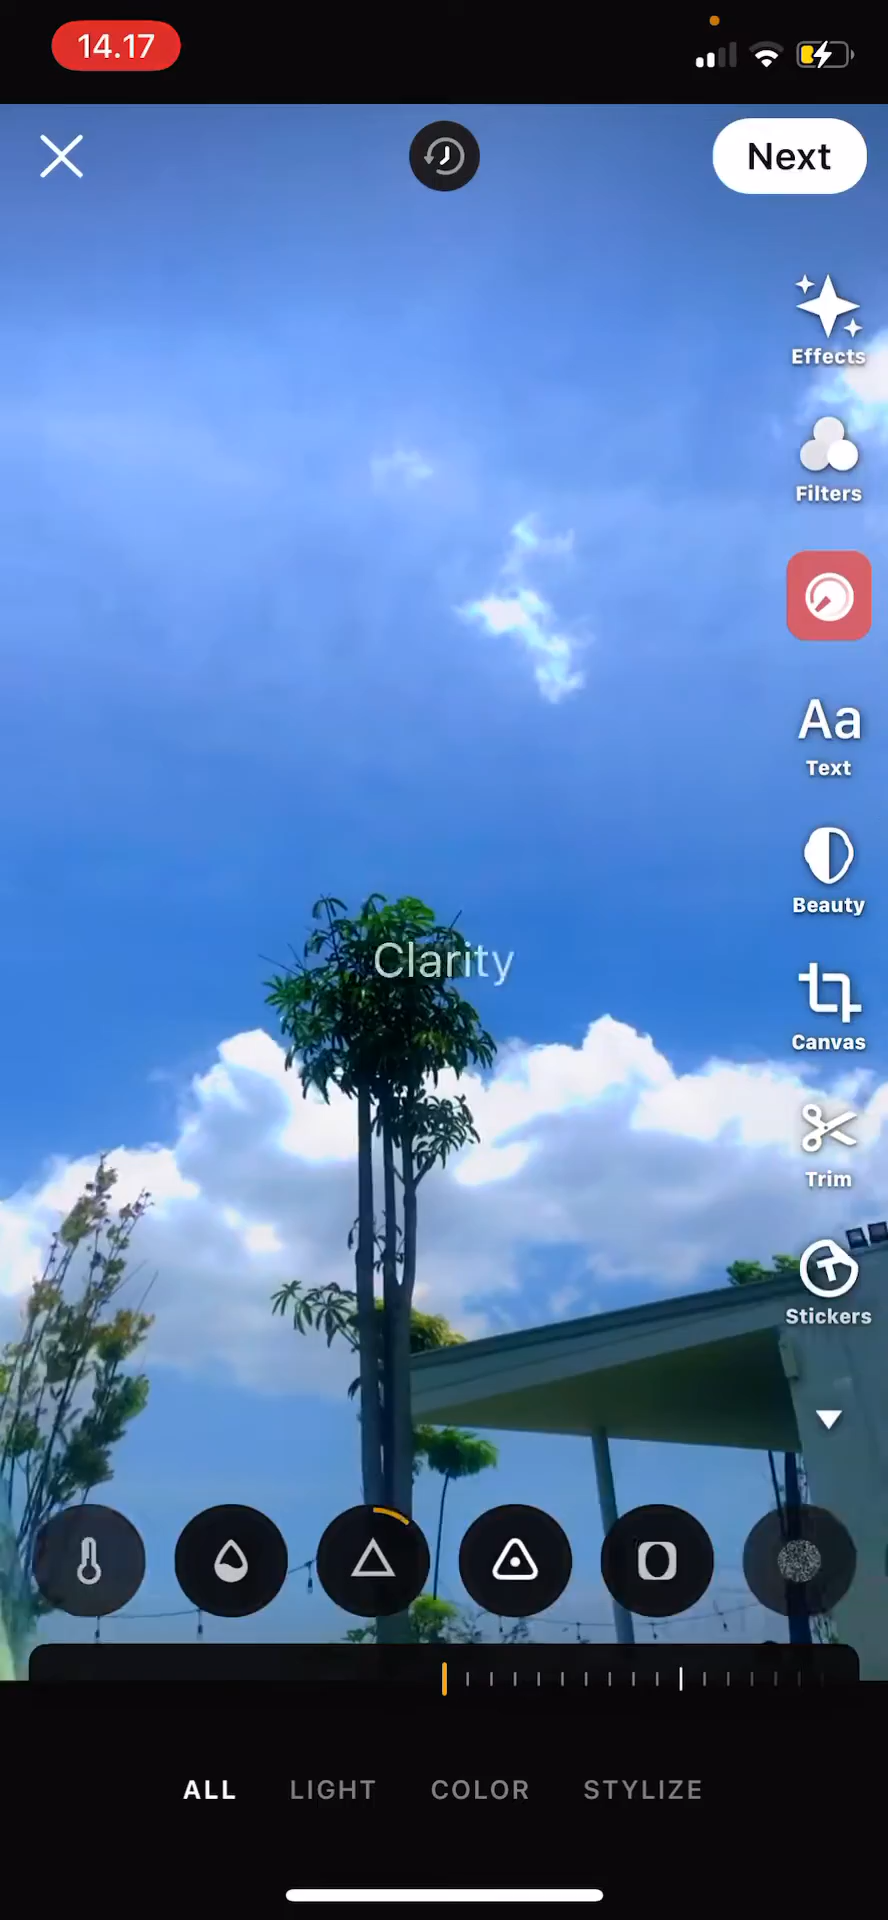 14.17
Next
Effects
Filters
Aa
Text
Beauty
Clarity
Canvas
Trim
Stickers
ALL LIGHT COLOR STYLIZE